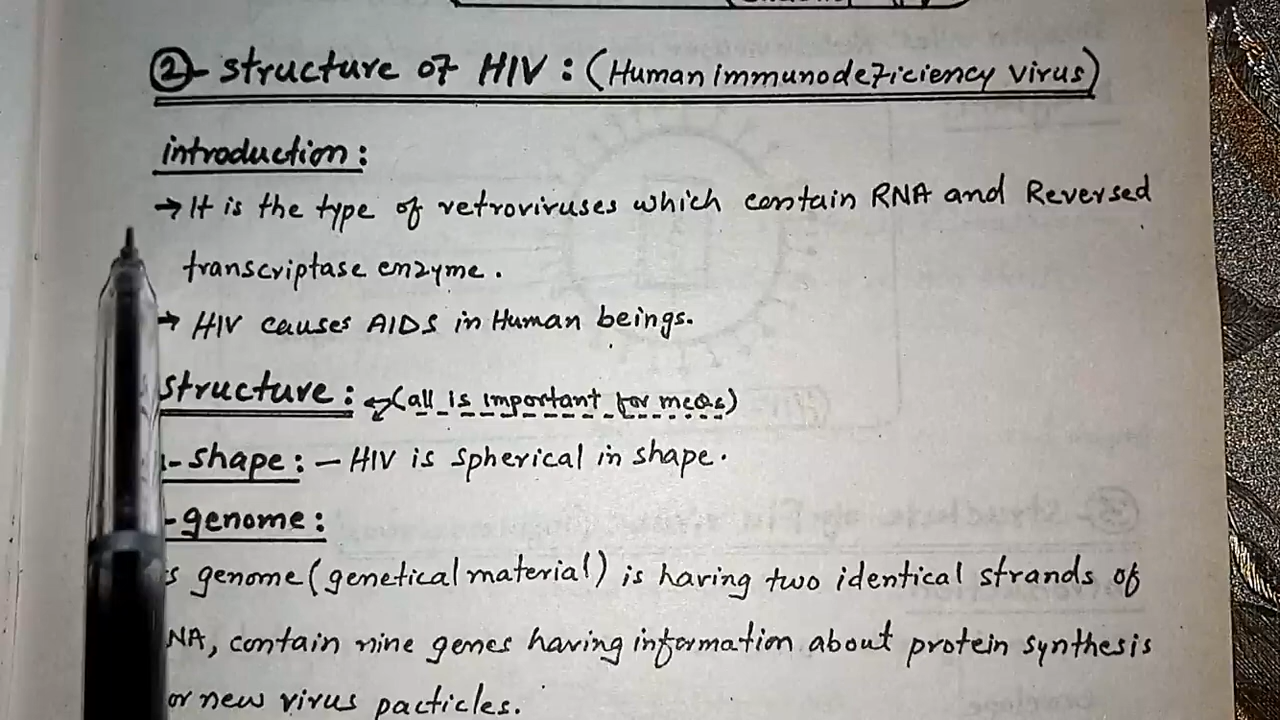 ②- structure of HIV: (Human immunodeficiency virus)
introduction:
→ It is the type of retroviruses which contain RNA and Reversed
transcriptase enzyme.
→ HIV causes AIDS in Human beings.
structure: (all is important for mcqs)
- shape: - HIV is spherical in shape.
- genome:
s genome (genetical material) is having two identical strands of
NA, contain nine genes having information about protein synthesis
or new virus pacticles.